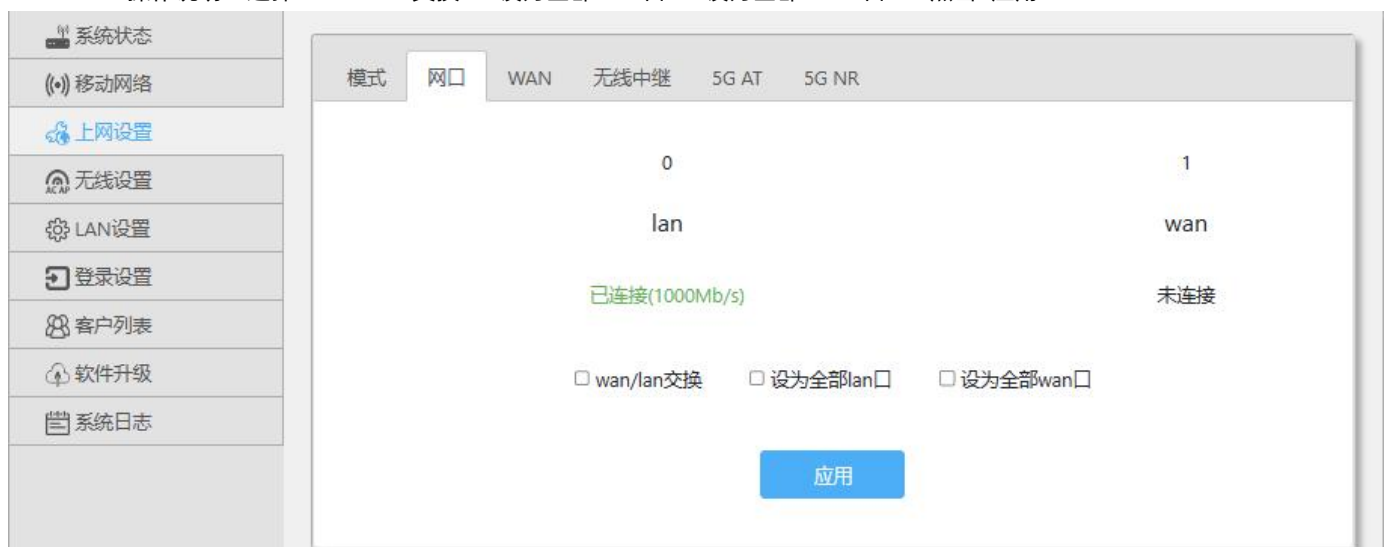 系统状态
移动网络
上网设置
ACAP 无线设置
LAN设置
登录设置
客户列表
软件升级
系统日志
模式 网口 WAN 无线中继 5G AT 5G NR
0 1
lan wan
已连接(1000Mb/s) 未连接
wan/lan交换 设为全部lan口 设为全部wan口
应用